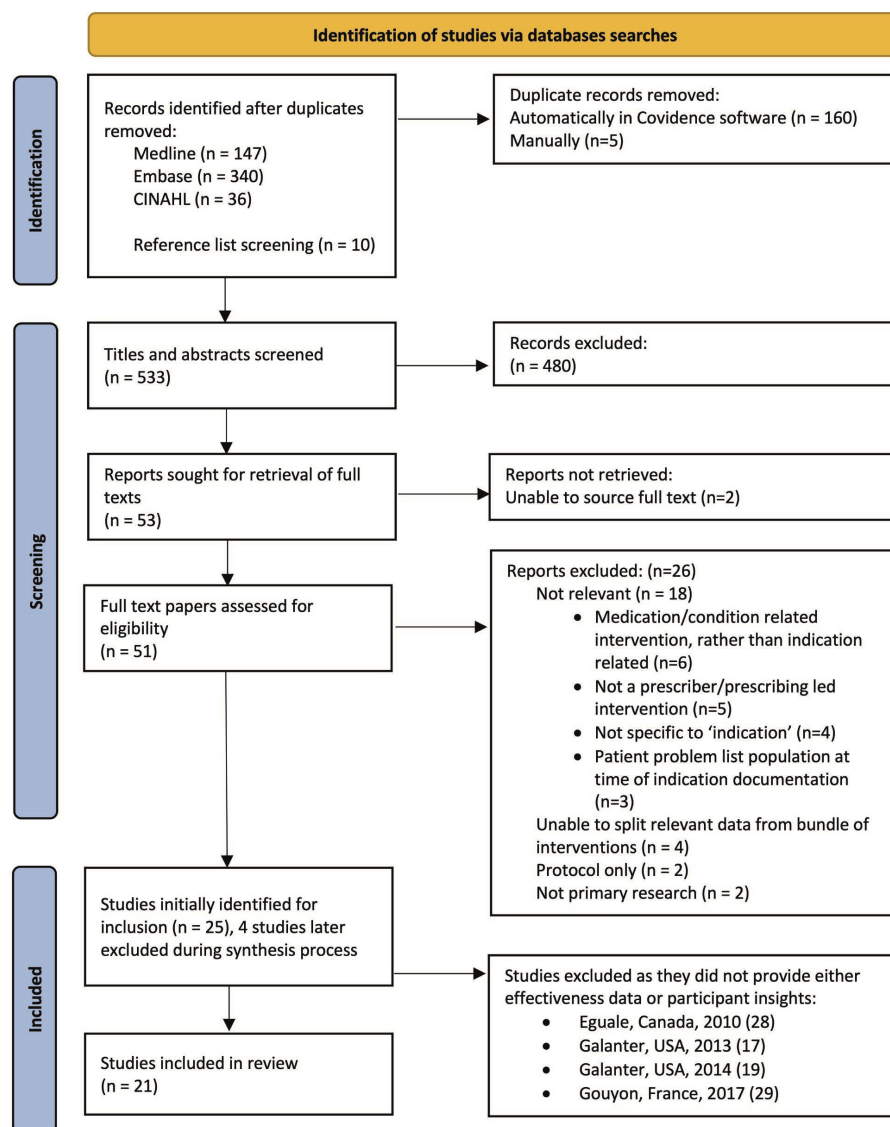 Identification of studies via databases searches
Identification
Records identified after duplicates
removed:
Medline (n = 147)
Embase (n = 340)
CINAHL (n = 36)
Reference list screening (n = 10)
Duplicate records removed:
Automatically in Covidence software (n = 160)
Manually (n=5)
Screening
Titles and abstracts screened
(n = 533)
Records excluded:
(n = 480)
Reports sought for retrieval of full
texts
(n = 53)
Reports not retrieved:
Unable to source full text (n=2)
Full text papers assessed for
eligibility
(n = 51)
Reports excluded: (n=26)
Not relevant (n = 18)
• Medication/condition related
intervention, rather than indication
related (n=6)
• Not a prescriber/prescribing led
intervention (n=5)
• Not specific to ‘indication’ (n=4)
• Patient problem list population at
time of indication documentation
(n=3)
Unable to split relevant data from bundle of
interventions (n = 4)
Protocol only (n = 2)
Not primary research (n = 2)
Included
Studies initially identified for
inclusion (n = 25), 4 studies later
excluded during synthesis process
Studies excluded as they did not provide either
effectiveness data or participant insights:
• Eguale, Canada, 2010 (28)
• Galanter, USA, 2013 (17)
• Galanter, USA, 2014 (19)
• Gouyon, France, 2017 (29)
Studies included in review
(n = 21)